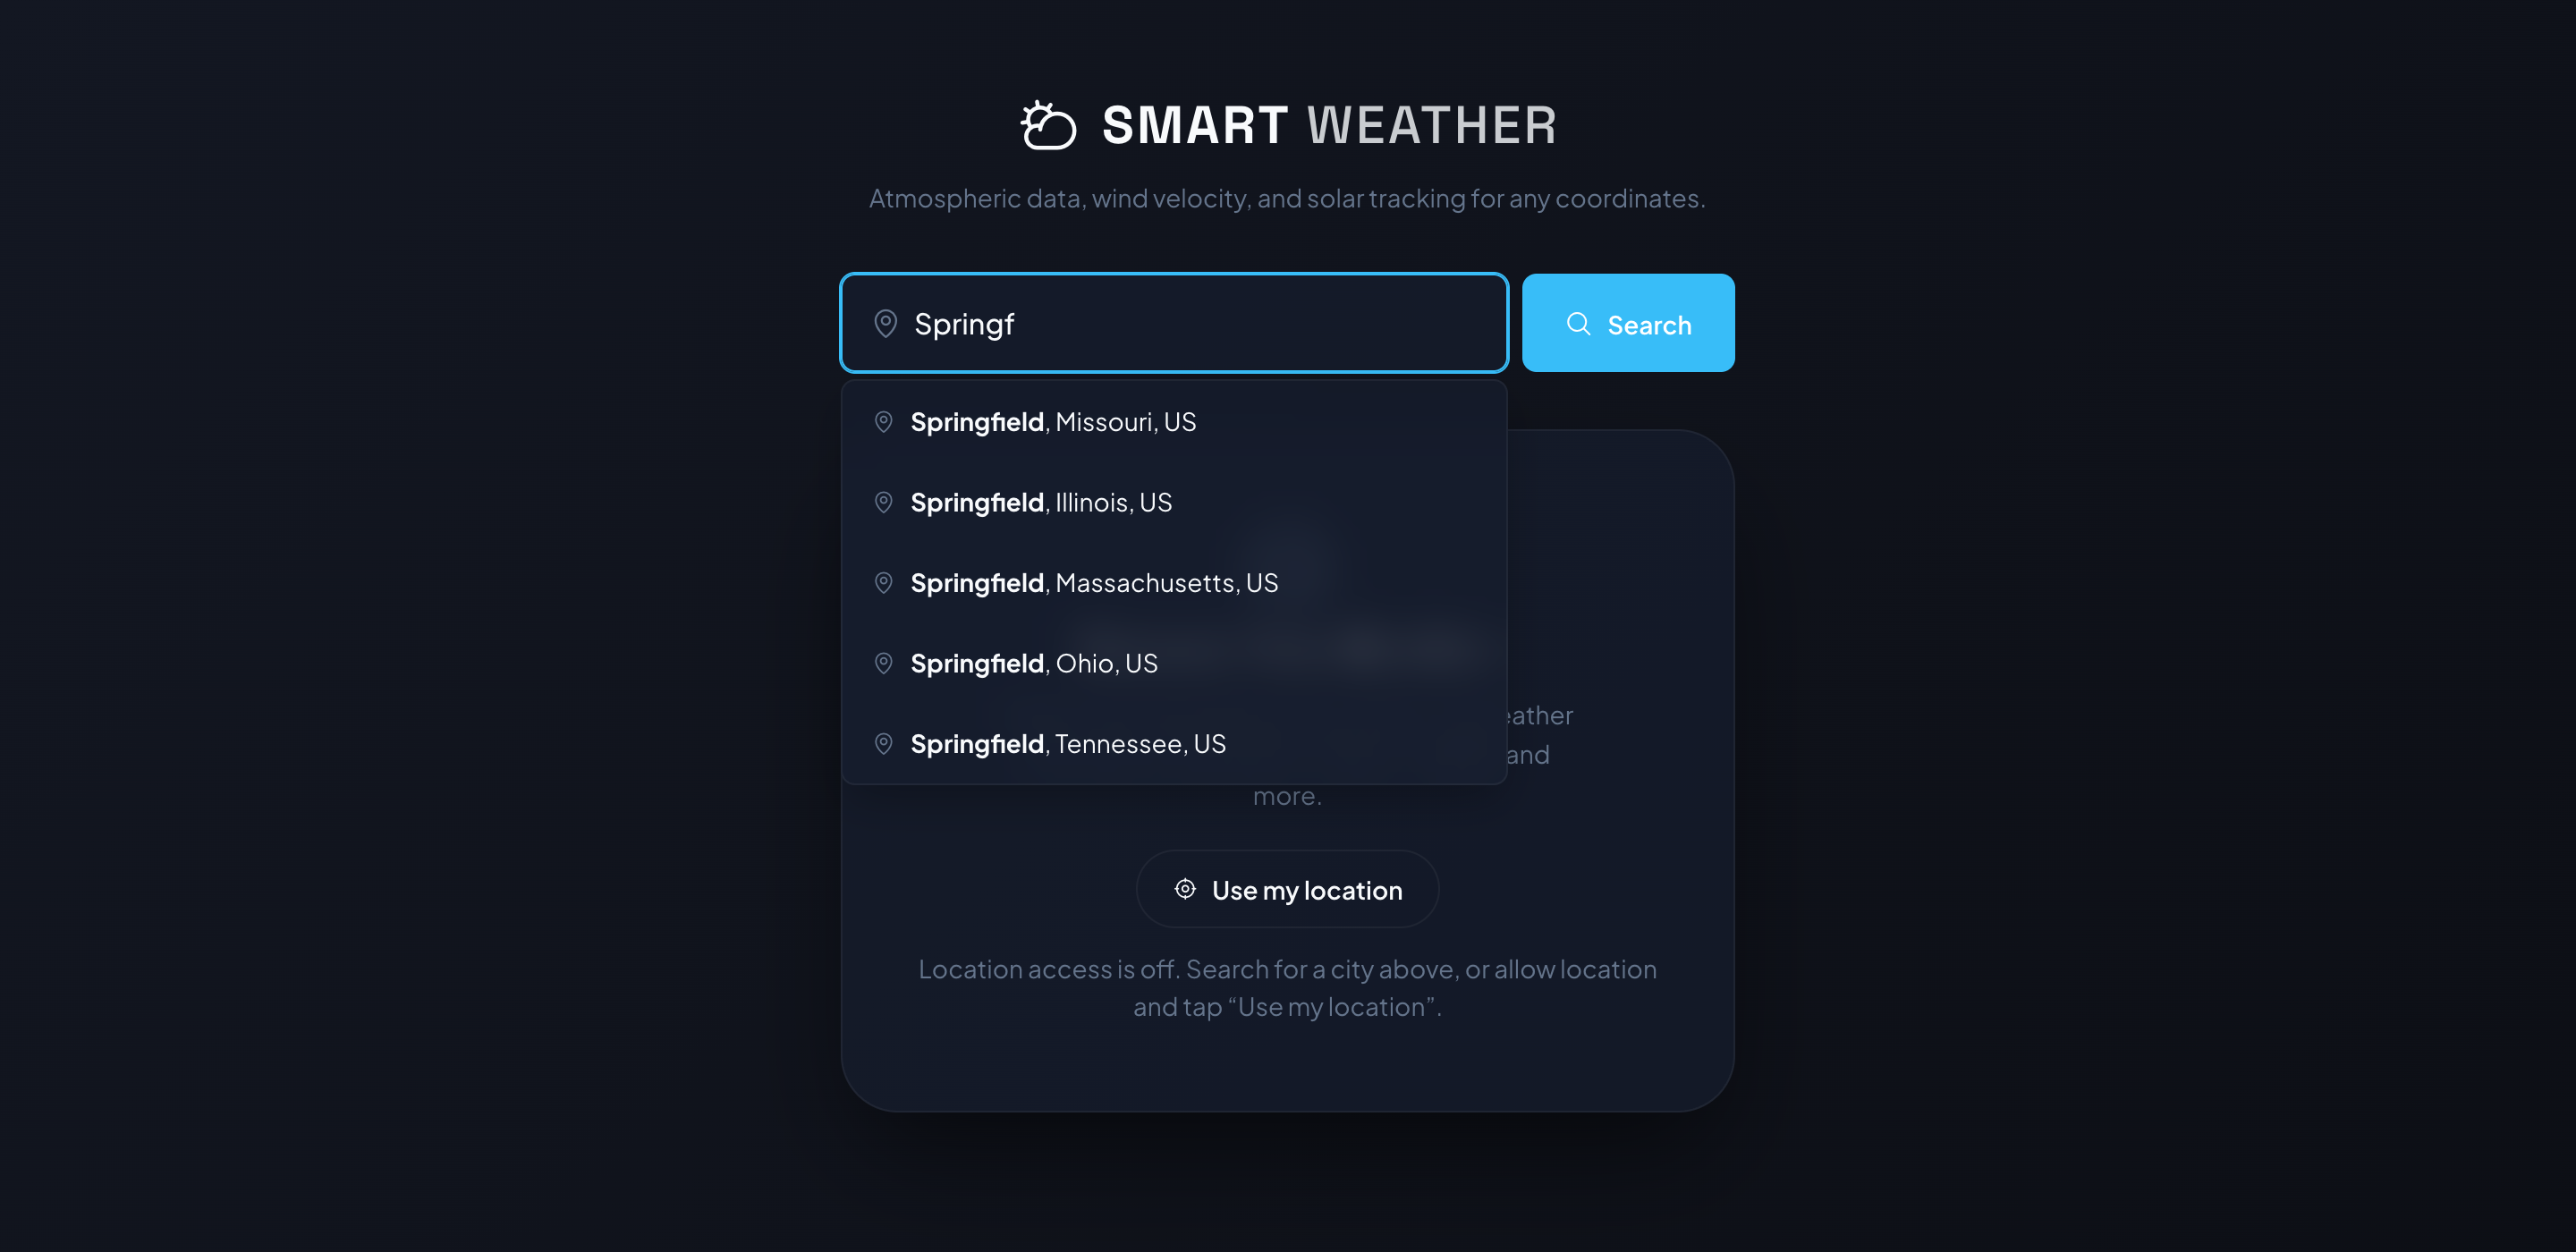 SMART WEATHER
Atmospheric data, wind velocity, and solar tracking for any coordinates.
Springf
Search
Springfield, Missouri, US
Springfield, Illinois, US
Springfield, Massachusetts, US
Springfield, Ohio, US
Springfield, Tennessee, US
and
more.
Use my location
Location access is off. Search for a city above, or allow location
and tap “Use my location”.